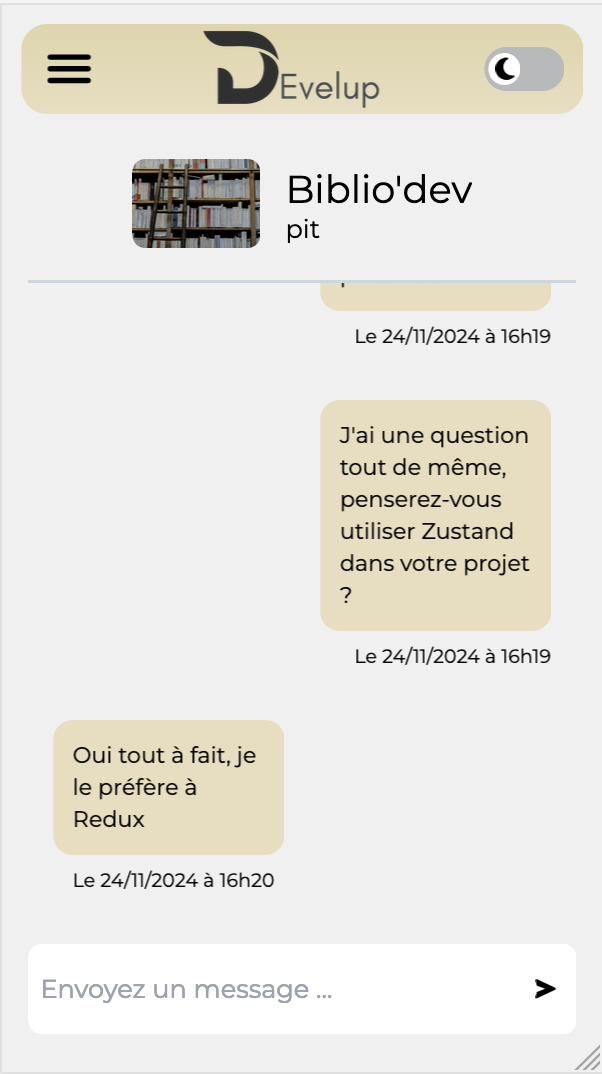 DEvelup
Biblio'dev
pit
Le 24/11/2024 à 16h19
J'ai une question
tout de même,
penserez-vous
utiliser Zustand
dans votre projet
?
Le 24/11/2024 à 16h19
Oui tout à fait, je
le préfère à
Redux
Le 24/11/2024 à 16h20
Envoyez un message ...